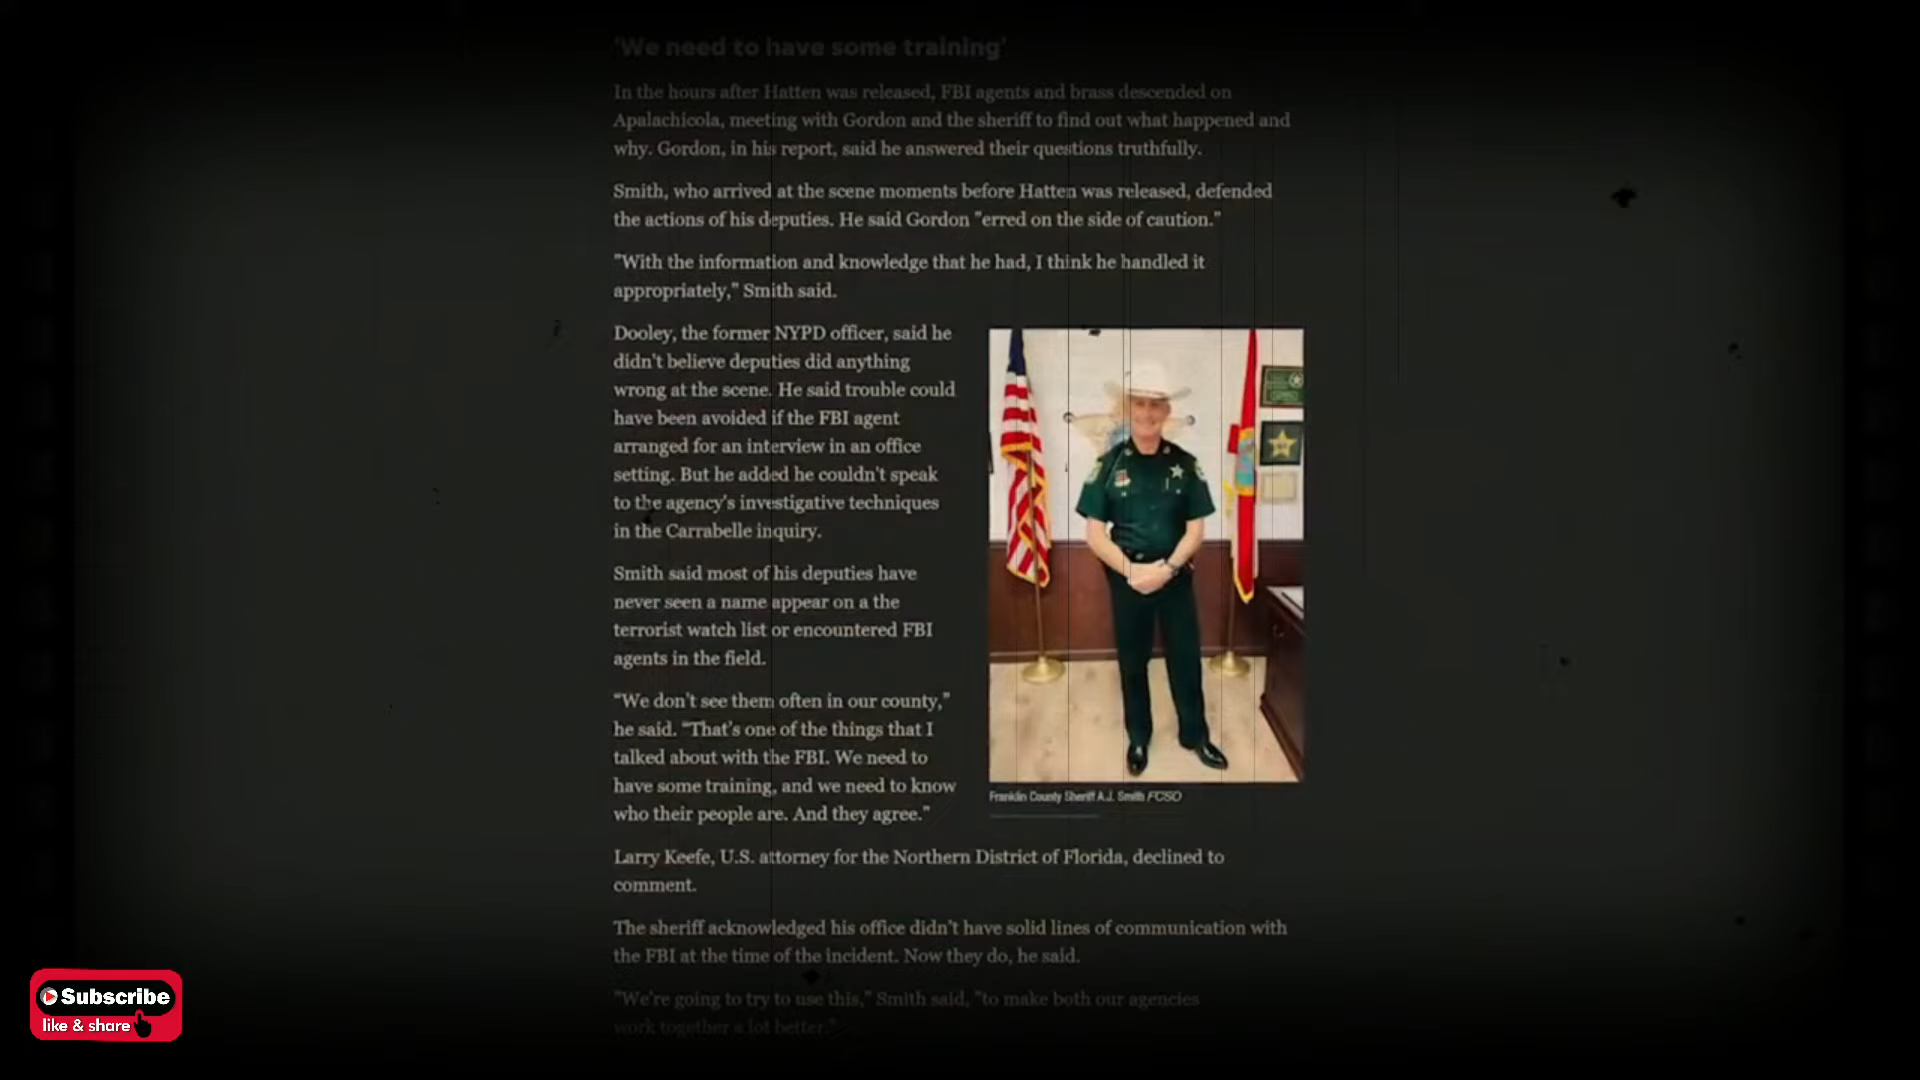 'We need to have some training'
In the hours after Hatten was released, FBI agents and brass descended on
Apalachicola, meeting with Gordon and the sheriff to find out what happened and
why. Gordon, in his report, said he answered their questions truthfully.
Smith, who arrived at the scene moments before Hatten was released, defended
the actions of his deputies. He said Gordon "erred on the side of caution."
"With the information and knowledge that he had, I think he handled it
appropriately," Smith said.
Dooley, the former NYPD officer, said he
didn't believe deputies did anything
wrong at the scene. He said trouble could
have been avoided if the FBI agent
arranged for an interview in an office
setting. But he added he couldn't speak
to the agency's investigative techniques
in the Carrabelle inquiry.
Smith said most of his deputies have
never seen a name appear on a the
terrorist watch list or encountered FBI
agents in the field.
"We don't see them often in our county,"
he said. "That's one of the things that I
talked about with the FBI. We need to
have some training, and we need to know
who their people are. And they agree."
Franklin County Sheriff A.J. Smith FCSO
Larry Keefe, U.S. attorney for the Northern District of Florida, declined to
comment.
The sheriff acknowledged his office didn't have solid lines of communication with
the FBI at the time of the incident. Now they do, he said.
"We're going to try to use this," Smith said, "to make both our agencies
work together a lot better."
Subscribe
like & share